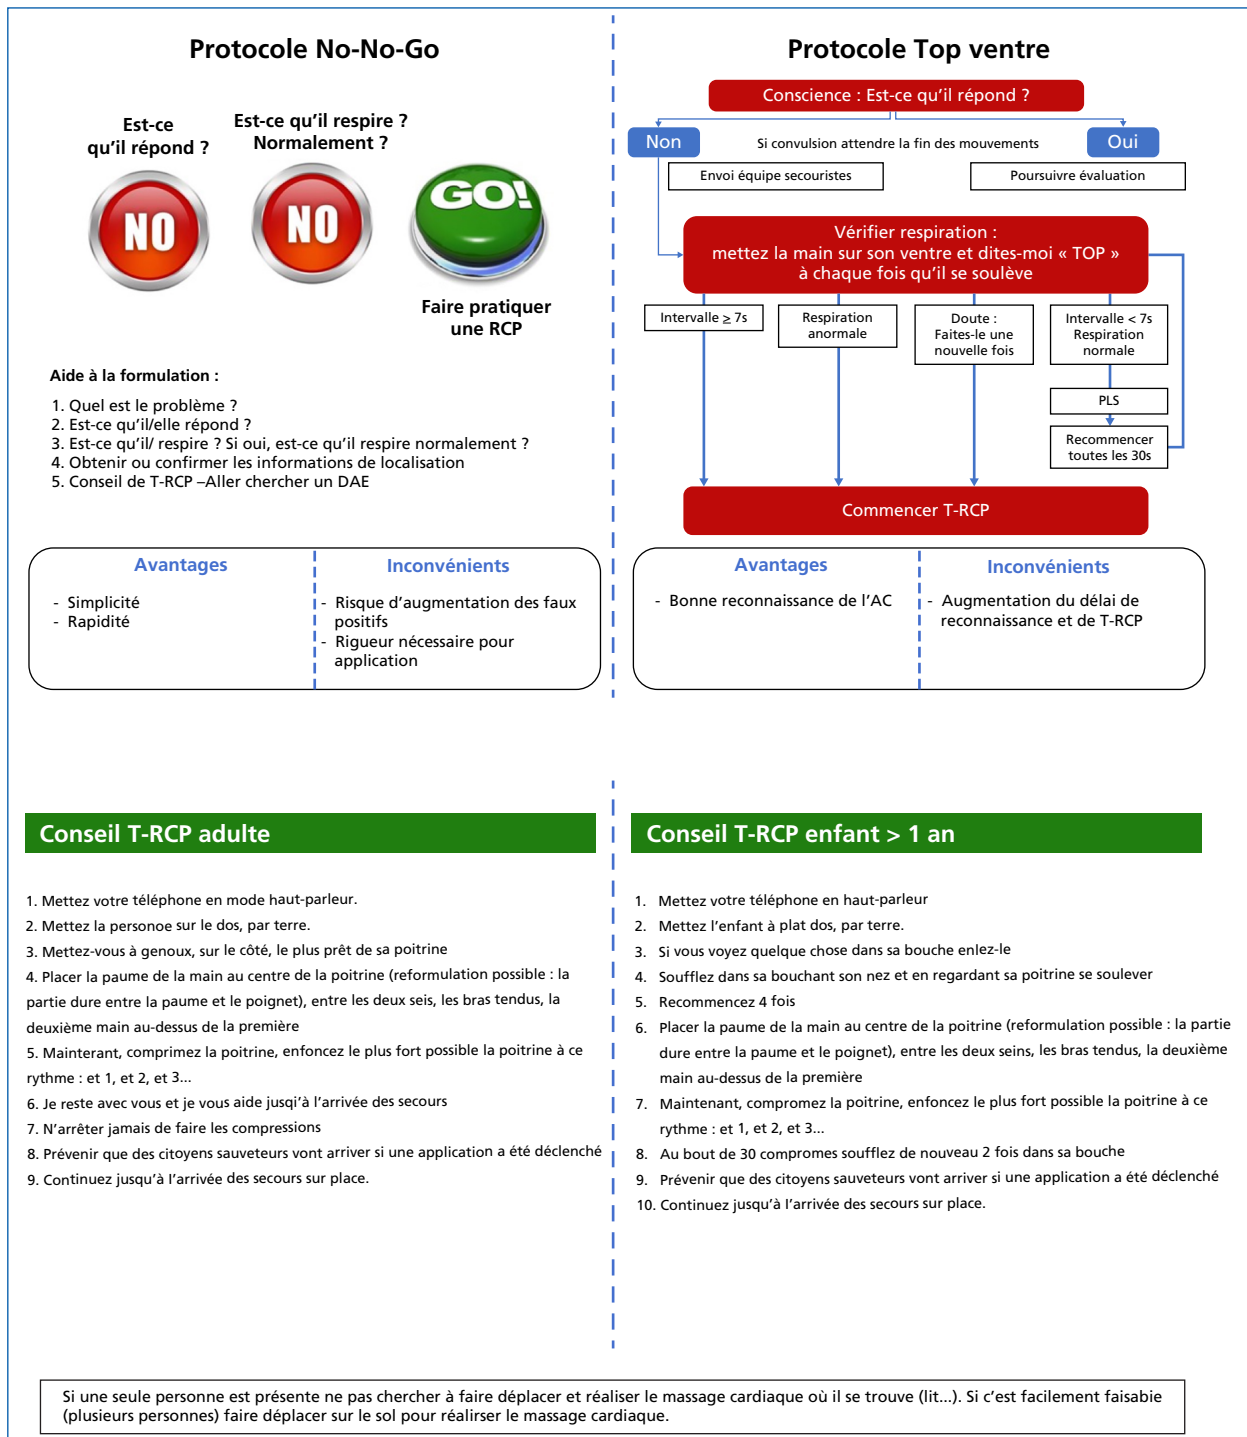 Protocole No-No-Go
Est-ce
qu'il répond ?
Est-ce qu'il respire ?
Normalement ?
NO
NO
GO!
Faire pratiquer
une RCP
Aide à la formulation :
1. Quel est le problème ?
2. Est-ce qu'il/elle répond ?
3. Est-ce qu'il/ respire ? Si oui, est-ce qu'il respire normalement ?
4. Obtenir ou confirmer les informations de localisation
5. Conseil de T-RCP –Aller chercher un DAE
Avantages
- Simplicité
- Rapidité
Inconvénients
- Risque d'augmentation des faux
positifs
- Rigueur nécessaire pour
application
Protocole Top ventre
Conscience : Est-ce qu'il répond ?
Non
Si convulsion attendre la fin des mouvements
Oui
Envoi équipe secouristes
Poursuivre évaluation
Vérifier respiration :
mettez la main sur son ventre et dites-moi « TOP »
à chaque fois qu'il se soulève
Intervalle ≥ 7s
Respiration
anormale
Doute :
Faites-le une
nouvelle fois
Intervalle < 7s
Respiration
normale
PLS
Recommencer
toutes les 30s
Commencer T-RCP
Avantages
- Bonne reconnaissance de l'AC
Inconvénients
- Augmentation du délai de
reconnaissance et de T-RCP
Conseil T-RCP adulte
1. Mettez votre téléphone en mode haut-parleur.
2. Mettez la personoe sur le dos, par terre.
3. Mettez-vous à genoux, sur le côté, le plus prêt de sa poitrine
4. Placer la paume de la main au centre de la poitrine (reformulation possible : la
partie dure entre la paume et le poignet), entre les deux seis, les bras tendus, la
deuxième main au-dessus de la première
5. Mainterant, comprimez la poitrine, enfoncez le plus fort possible la poitrine à ce
rythme : et 1, et 2, et 3...
6. Je reste avec vous et je vous aide jusqi'à l'arrivée des secours
7. N'arrêter jamais de faire les compressions
8. Prévenir que des citoyens sauveteurs vont arriver si une application a été déclenché
9. Continuez jusqu'à l'arrivée des secours sur place.
Conseil T-RCP enfant > 1 an
1. Mettez votre téléphone en haut-parleur
2. Mettez l'enfant à plat dos, par terre.
3. Si vous voyez quelque chose dans sa bouche enlez-le
4. Soufflez dans sa bouchant son nez et en regardant sa poitrine se soulever
5. Recommencez 4 fois
6. Placer la paume de la main au centre de la poitrine (reformulation possible : la partie
dure entre la paume et le poignet), entre les deux seins, les bras tendus, la deuxième
main au-dessus de la première
7. Maintenant, compromez la poitrine, enfoncez le plus fort possible la poitrine à ce
rythme : et 1, et 2, et 3...
8. Au bout de 30 compromes soufflez de nouveau 2 fois dans sa bouche
9. Prévenir que des citoyens sauveteurs vont arriver si une application a été déclenché
10. Continuez jusqu'à l'arrivée des secours sur place.
Si une seule personne est présente ne pas chercher à faire déplacer et réaliser le massage cardiaque où il se trouve (lit...). Si c'est facilement faisabie
(plusieurs personnes) faire déplacer sur le sol pour réalirser le massage cardiaque.